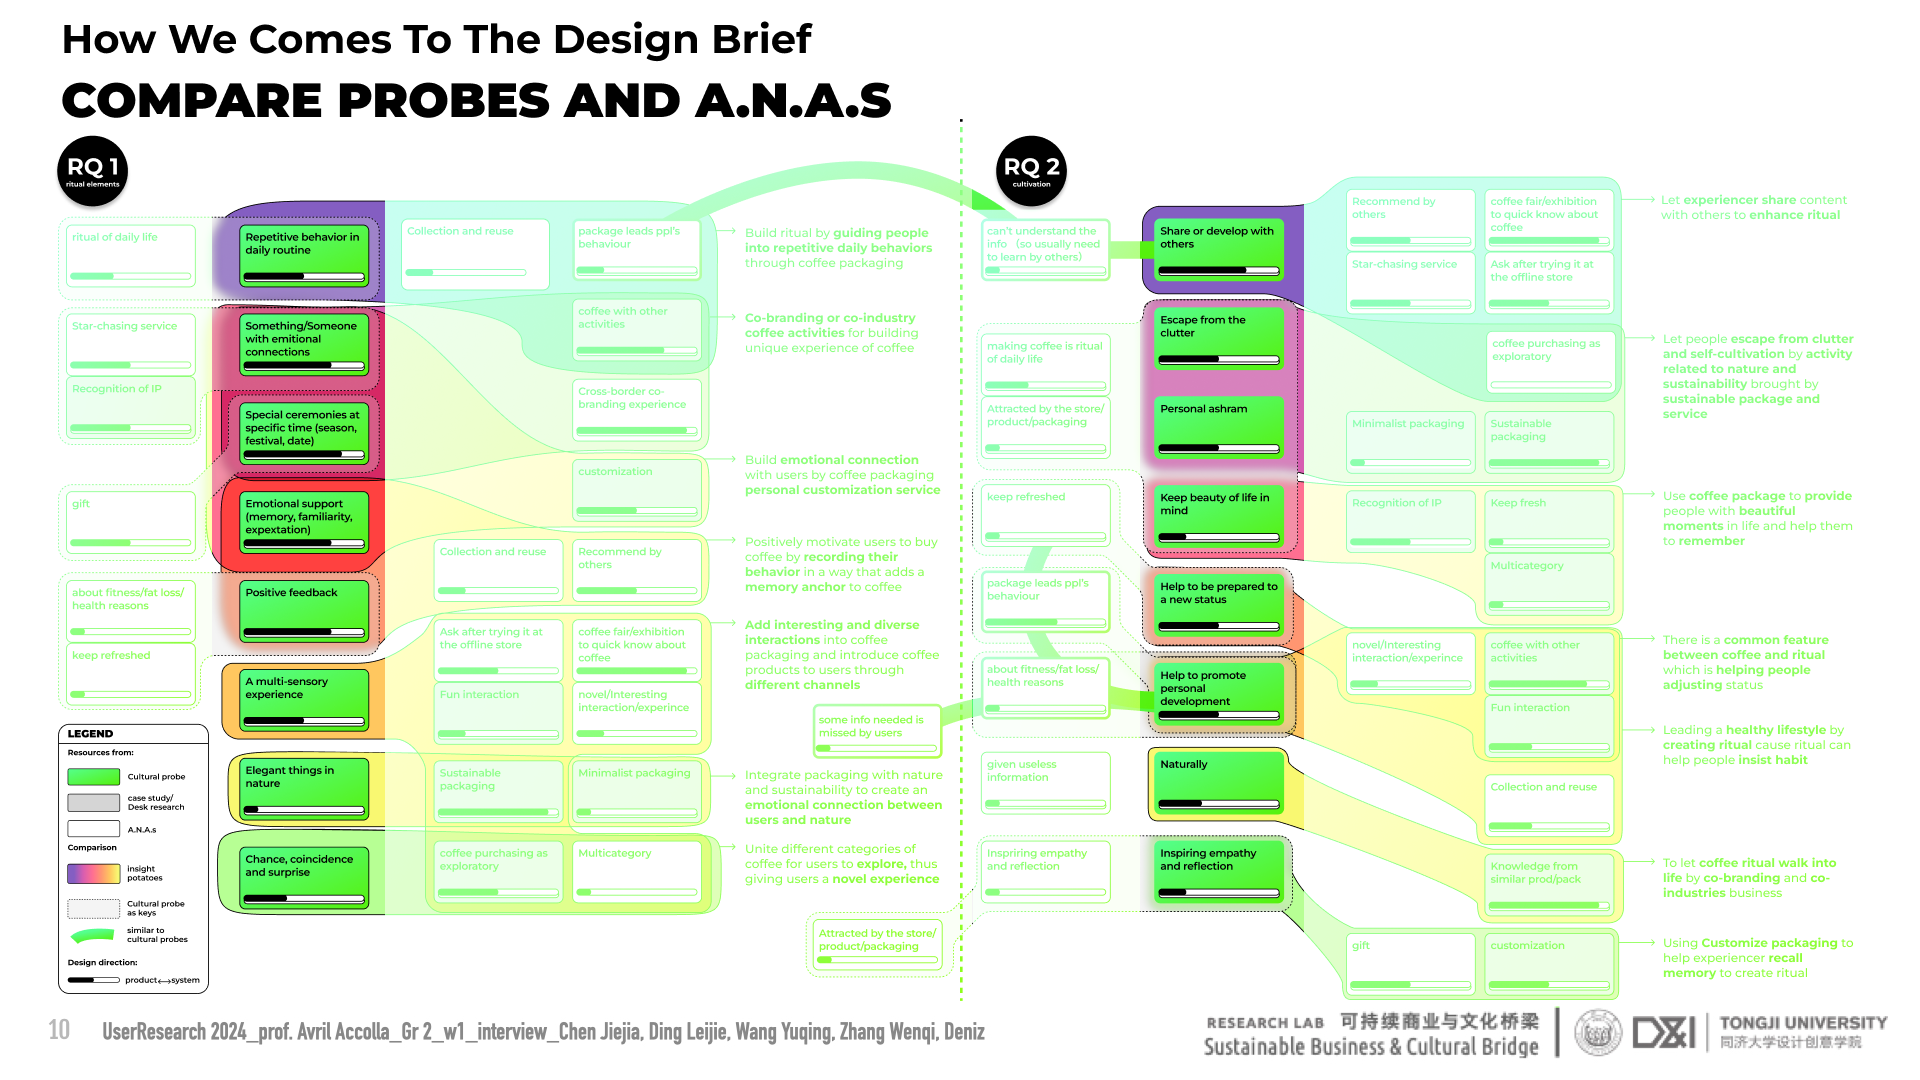 How We Comes To The Design Brief
COMPARE PROBES AND A.N.A.S
RQ 1
ritual elements
ritual of daily life
Star-chasing service
Recognition of IP
gift
about fitness/fat loss/
health reasons
keep refreshed
Repetitive behavior in
daily routine
Something/Someone
with emitional
connections
Special ceremonies at
specific time (season,
festival, date)
Emotional support
(memory, familiarity,
expextation)
Positive feedback
A multi-sensory
experience
Elegant things in
nature
Chance, coincidence
and surprise
Collection and reuse
package leads ppl's
behaviour
coffee with other
activities
Cross-border co-
branding experience
customization
Collection and reuse
Recommend by
others
Ask after trying it at
the offline store
coffee fair/exhibition
to quick know about
coffee
Fun interaction
novel/Interesting
interaction/experince
Sustainable
packaging
Minimalist packaging
coffee purchasing as
exploratory
Multicategory
Build ritual by guiding people
into repetitive daily behaviors
through coffee packaging
Co-branding or co-industry
coffee activities for building
unique experience of coffee
Build emotional connection
with users by coffee packaging
personal customization service
Positively motivate users to buy
coffee by recording their
behavior in a way that adds a
memory anchor to coffee
Add interesting and diverse
interactions into coffee
packaging and introduce coffee
products to users through
different channels
some info needed is
missed by users
Integrate packaging with nature
and sustainability to create an
emotional connection between
users and nature
Unite different categories of
coffee for users to explore, thus
giving users a novel experience
Attracted by the store/
product/packaging
LEGEND
Resources from:
Cultural probe
case study/
Desk research
A.N.A.s
Comparison
insight
potatoes
Cultural probe
as keys
similar to
cultural probes
Design direction:
product⟷system
RQ 2
cultivation
can't understand the
info （so usually need
to learn by others）
making coffee is ritual
of daily life
Attracted by the store/
product/packaging
keep refreshed
package leads ppl's
behaviour
about fitness/fat loss/
health reasons
given useless
information
Inspriring empathy
and reflection
Share or develop with
others
Escape from the
clutter
Personal ashram
Keep beauty of life in
mind
Help to be prepared to
a new status
Help to promote
personal
development
Naturally
Inspiring empathy
and reflection
Recommend by
others
coffee fair/exhibition
to quick know about
coffee
Star-chasing service
Ask after trying it at
the offline store
coffee purchasing as
exploratory
Minimalist packaging
Sustainable
packaging
Recognition of IP
Keep fresh
Multicategory
novel/Interesting
interaction/experince
coffee with other
activities
Fun interaction
Collection and reuse
Knowledge from
similar prod/pack
gift
customization
Let experiencer share content
with others to enhance ritual
Let people escape from clutter
and self-cultivation by activity
related to nature and
sustainability brought by
sustainable package and
service
Use coffee package to provide
people with beautiful
moments in life and help them
to remember
There is a common feature
between coffee and ritual
which is helping people
adjusting status
Leading a healthy lifestyle by
creating ritual cause ritual can
help people insist habit
To let coffee ritual walk into
life by co-branding and co-
industries business
Using Customize packaging to
help experiencer recall
memory to create ritual
10 UserResearch 2024_prof. Avril Accolla_Gr 2_w1_interview_Chen Jiejia, Ding Leijie, Wang Yuqing, Zhang Wenqi, Deniz
RESEARCH LAB 可持续商业与文化桥梁
Sustainable Business & Cultural Bridge
D&I
TONGJI UNIVERSITY
同济大学设计创意学院